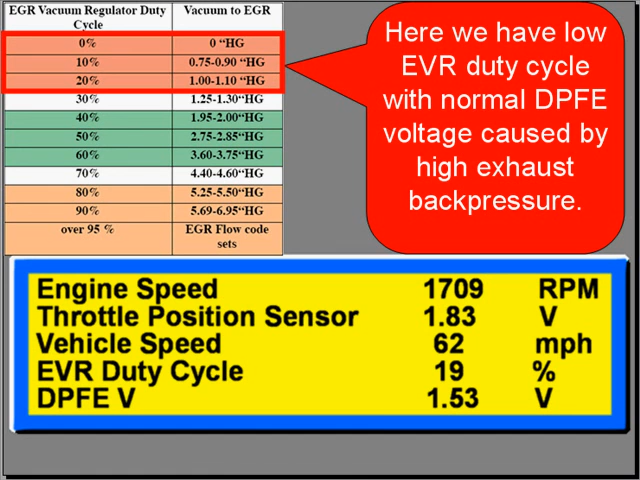 EGR Vacuum Regulator Duty Cycle Vacuum to EGR
0% 0 “HG
10% 0.75-0.90 “HG
20% 1.00-1.10 “HG
30% 1.25-1.30“HG
40% 1.95-2.00“HG
50% 2.75-2.85“HG
60% 3.60-3.75“HG
70% 4.40-4.60“HG
80% 5.25-5.50“HG
90% 5.69-6.95“HG
over 95 % EGR Flow code sets
Here we have low
EVR duty cycle
with normal DPFE
voltage caused by
high exhaust
backpressure.
Engine Speed 1709 RPM
Throttle Position Sensor 1.83 V
Vehicle Speed 62 mph
EVR Duty Cycle 19 %
DPFE V 1.53 V